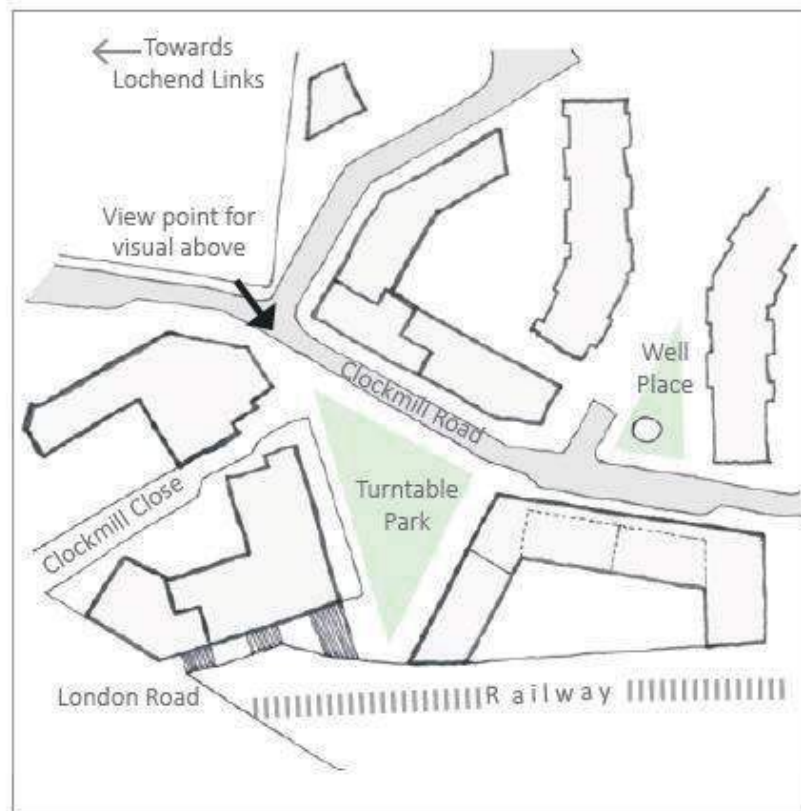 Towards
Lochend Links
View point for
visual above
Well
Place
Clockmill Road
Turntable
Park
Clockmill Close
London Road
Railway